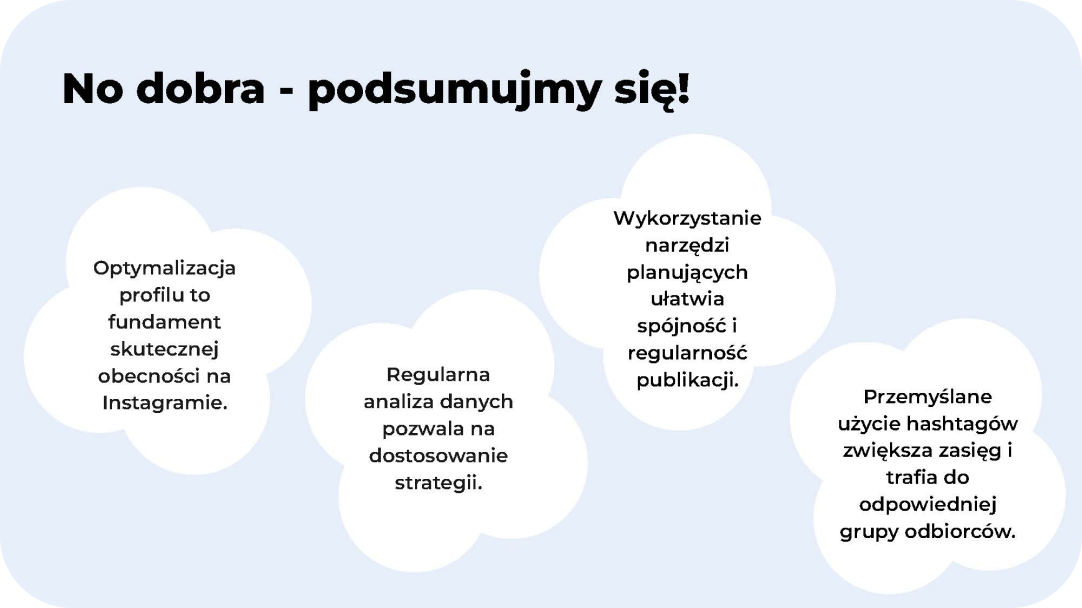 No dobra - podsumujmy się!
Optymalizacja
profilu to
fundament
skutecznej
obecności na
Instagramie.
Regularna
analiza danych
pozwala na
dostosowanie
strategii.
Wykorzystanie
narzędzi
planujących
ułatwia
spójność i
regularność
publikacji.
Przemyślane
użycie hashtagów
zwiększa zasięg i
trafia do
odpowiedniej
grupy odbiorców.